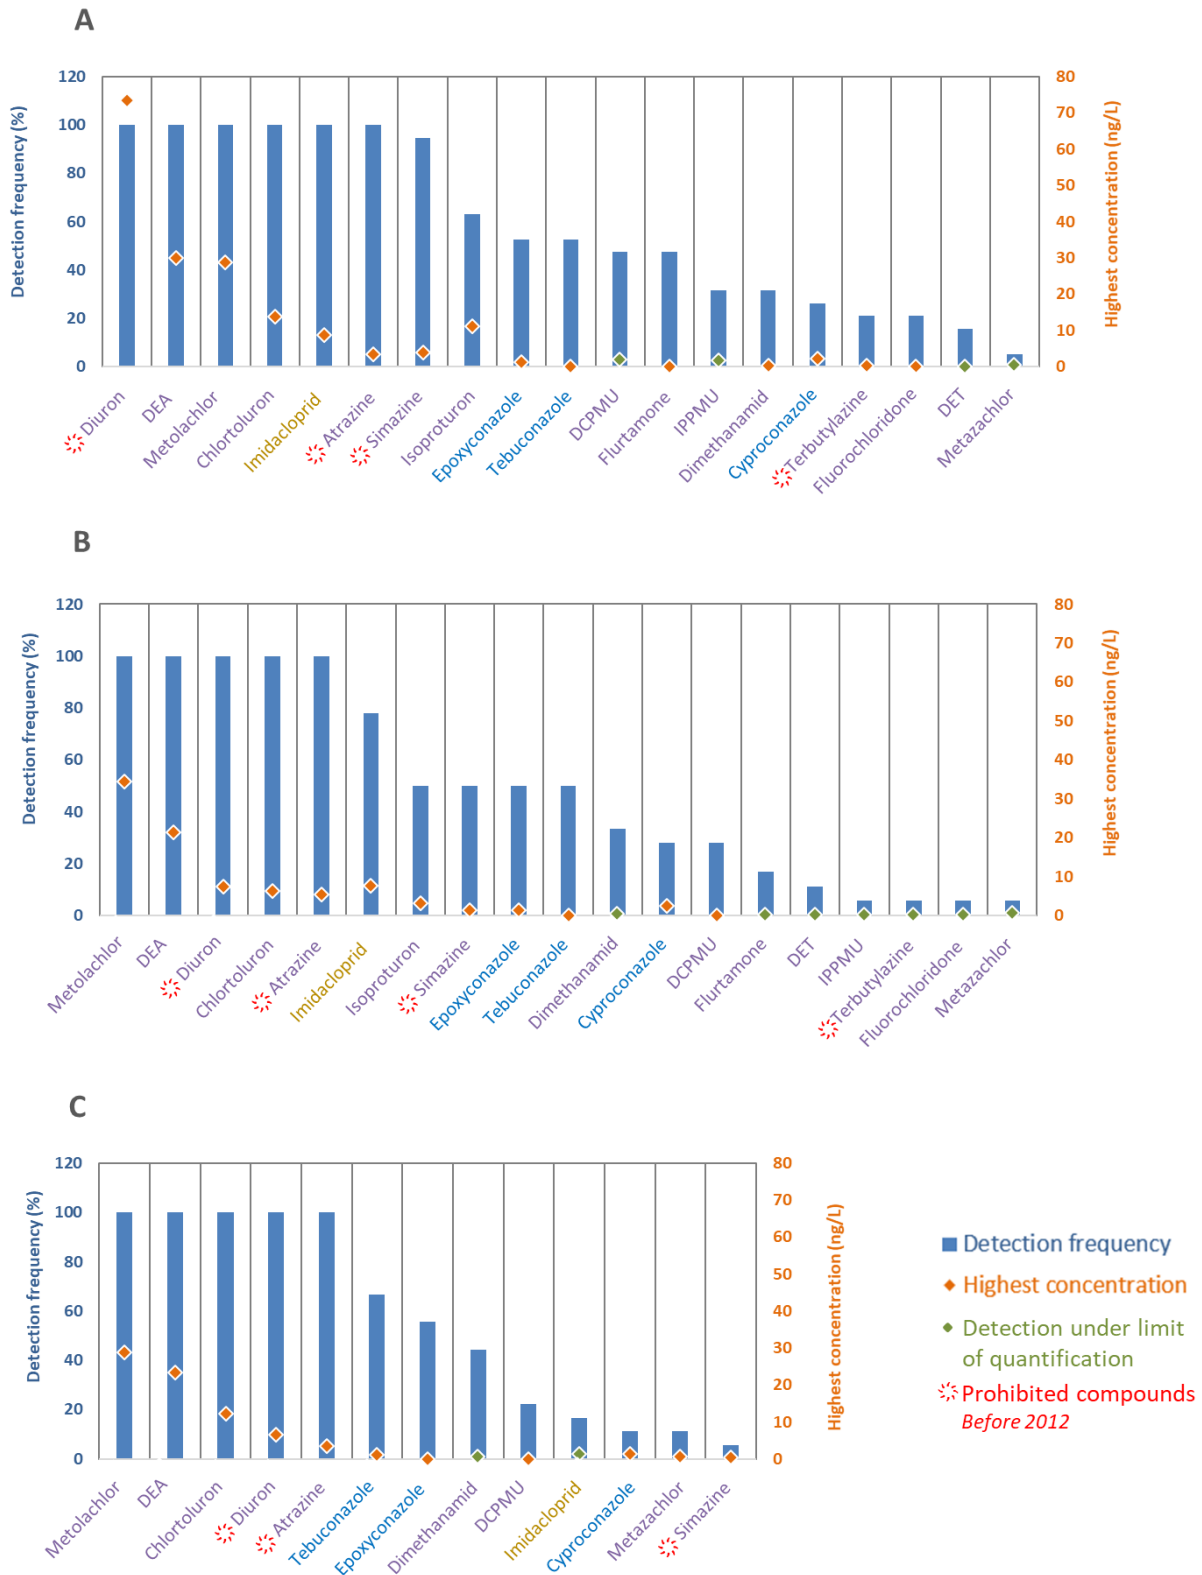 A
120
100
80
60
40
20
0
Detection frequency (%)
80
70
60
50
40
30
20
10
0
Highest concentration (ng/L)
Diuron
DEA
Metolachlor
Chlortoluron
Imidacloprid
Atrazine
Simazine
Isoproturon
Epoxyconazole
Tebuconazole
DCPMU
Flurtamone
IPPMU
Dimethanamid
Cyproconazole
Terbutylazine
Fluorochloridone
DET
Metazachlor
B
120
100
80
60
40
20
0
Detection frequency (%)
80
70
60
50
40
30
20
10
0
Highest concentration (ng/L)
Metolachlor
DEA
Diuron
Chlortoluron
Atrazine
Imidacloprid
Isoproturon
Simazine
Epoxyconazole
Tebuconazole
Dimethanamid
Cyproconazole
DCPMU
Flurtamone
DET
IPPMU
Terbutylazine
Fluorochloridone
Metazachlor
C
120
100
80
60
40
20
0
Detection frequency (%)
80
70
60
50
40
30
20
10
0
Highest concentration (ng/L)
Metolachlor
DEA
Chlortoluron
Diuron
Atrazine
Tebuconazole
Epoxyconazole
Dimethanamid
DCPMU
Imidacloprid
Cyproconazole
Metazachlor
Simazine
Detection frequency
Highest concentration
Detection under limit
of quantification
Prohibited compounds
Before 2012